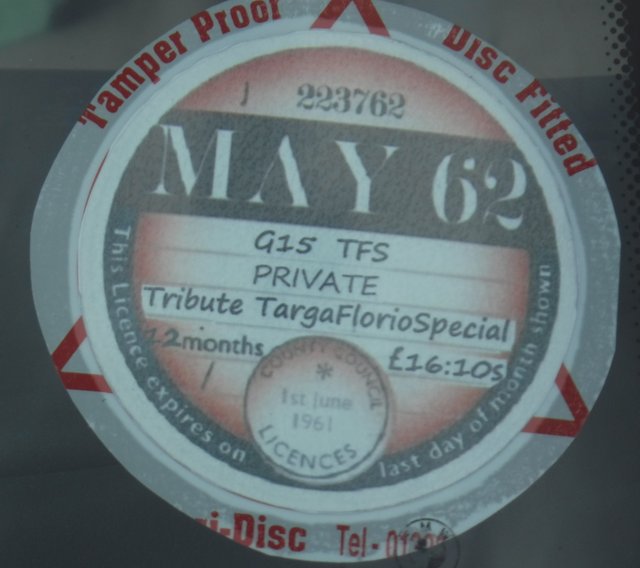 Tamper Proof
Disc Fitted
223762
MAY 62
G15 TFS
PRIVATE
Tribute TargaFlorioSpecial
12months £16:10s
COUNTY COUNCIL
*
1st June
1961
LICENCES
This Licence expires on
last day of month shown
Tel -